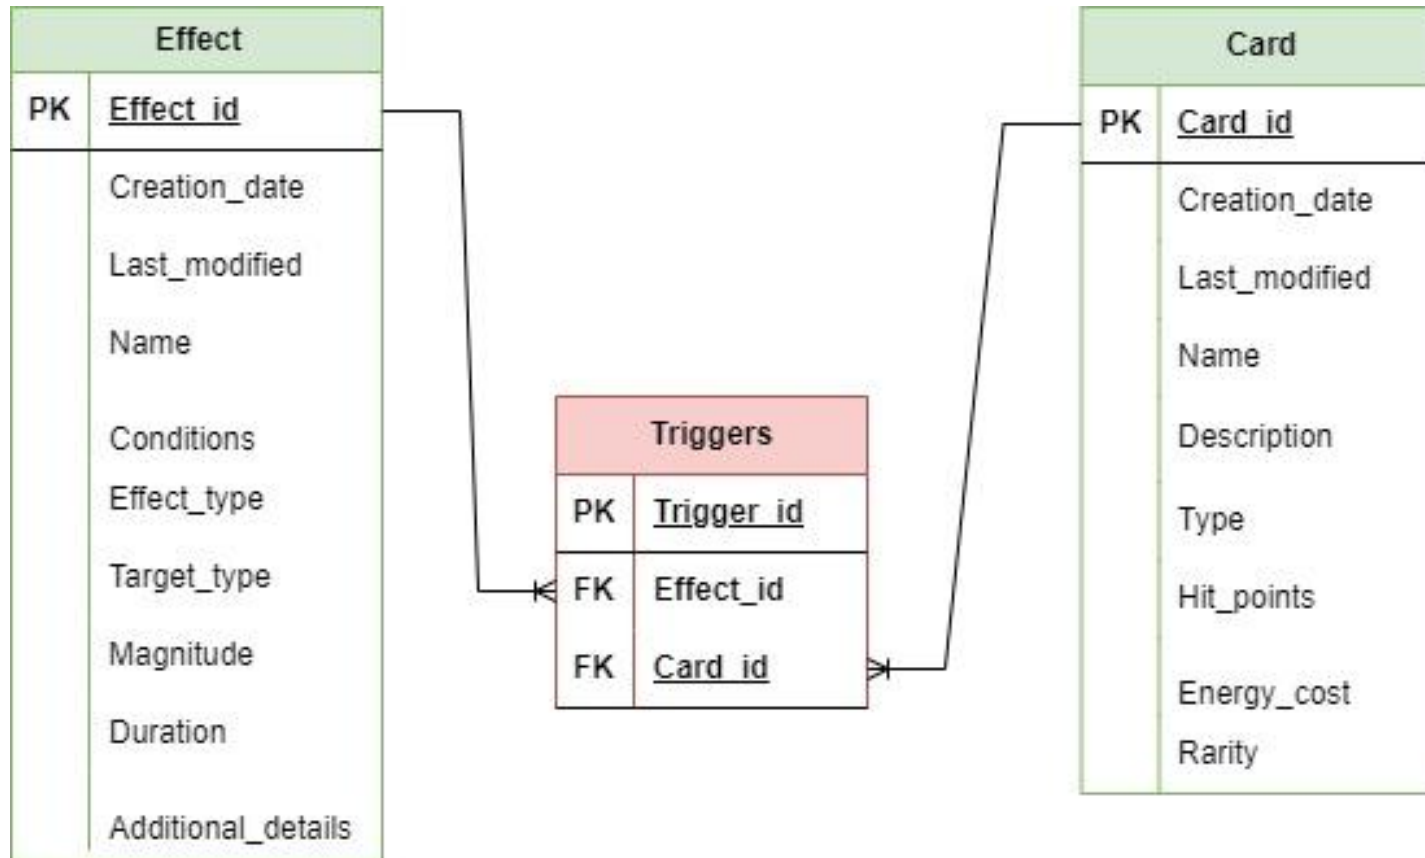 Effect
PK Effect_id
Creation_date
Last_modified
Name
Conditions
Effect_type
Target_type
Magnitude
Duration
Additional_details
Triggers
PK Trigger_id
FK Effect_id
FK Card_id
Card
PK Card_id
Creation_date
Last_modified
Name
Description
Type
Hit_points
Energy_cost
Rarity